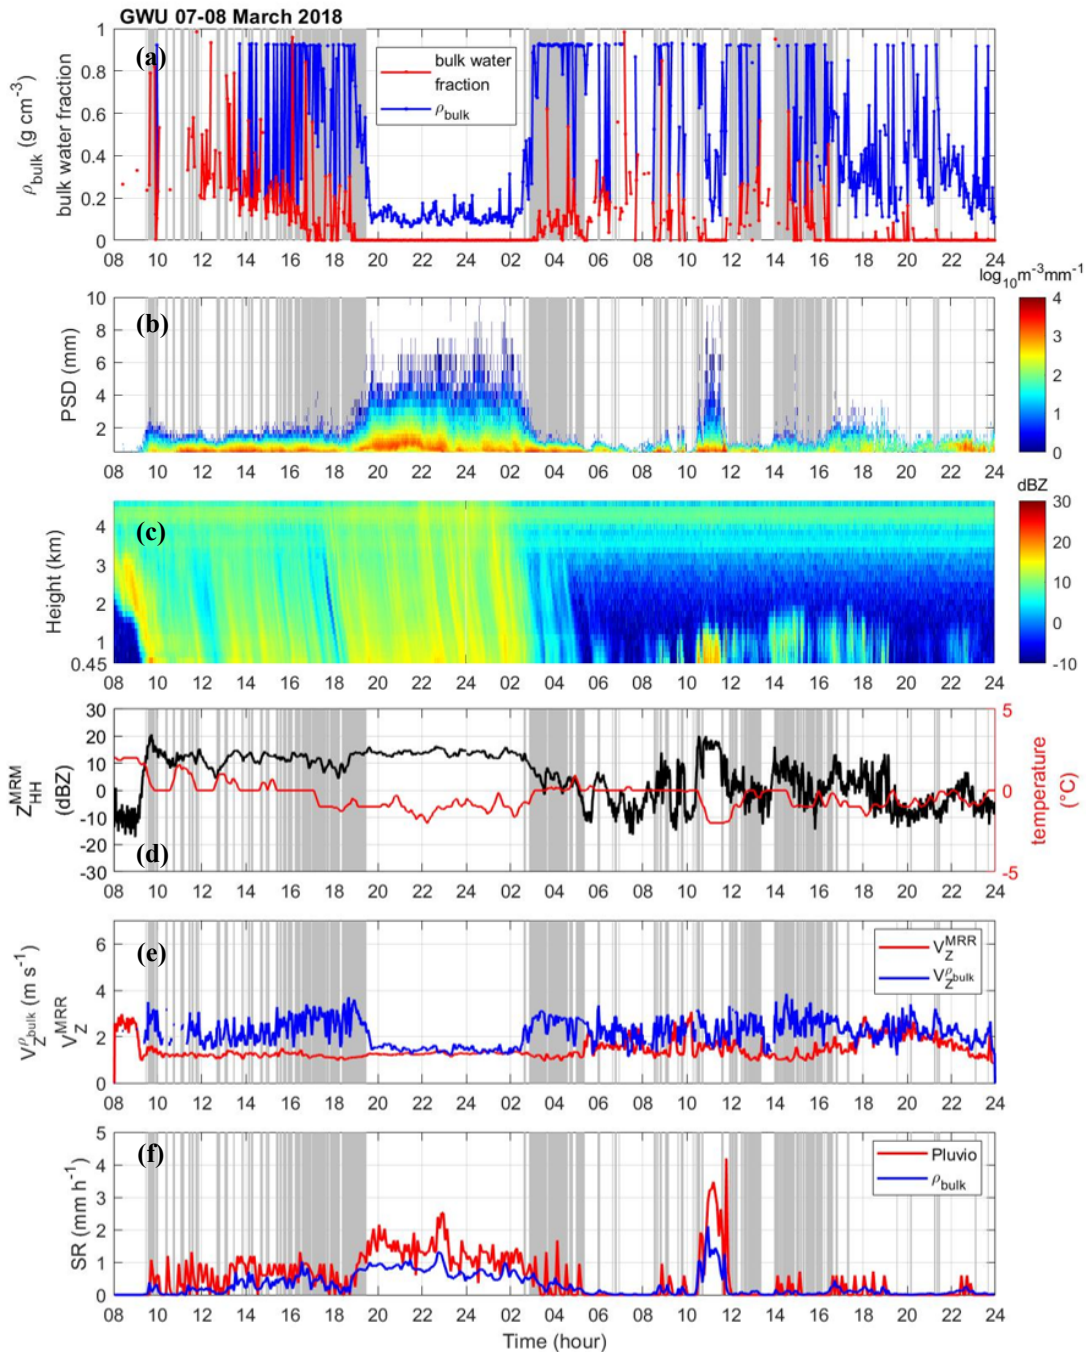 GWU 07-08 March 2018
(a)
bulk water
fraction
ρbulk
ρbulk (g cm-3)
bulk water fraction
1
0.8
0.6
0.4
0.2
0
08 10 12 14 16 18 20 22 24 02 04 06 08 10 12 14 16 18 20 22 24
log10m-3mm-1
(b)
PSD (mm)
10
8
6
4
2
4
3
2
1
0
08 10 12 14 16 18 20 22 24 02 04 06 08 10 12 14 16 18 20 22 24
dBZ
(c)
Height (km)
4
3
2
1
0.45
30
20
10
0
-10
08 10 12 14 16 18 20 22 24 02 04 06 08 10 12 14 16 18 20 22 24
(d)
ZHHMRM
(dBZ)
30
20
10
0
-10
-20
-30
5
0
-5
temperature
(°C)
08 10 12 14 16 18 20 22 24 02 04 06 08 10 12 14 16 18 20 22 24
(e)
VZρbulk (m s-1)
VZMRR
6
4
2
0
VZMRR
VZρbulk
08 10 12 14 16 18 20 22 24 02 04 06 08 10 12 14 16 18 20 22 24
(f)
SR (mm h-1)
5
4
3
2
1
0
Pluvio
ρbulk
08 10 12 14 16 18 20 22 24 02 04 06 08 10 12 14 16 18 20 22 24
Time (hour)